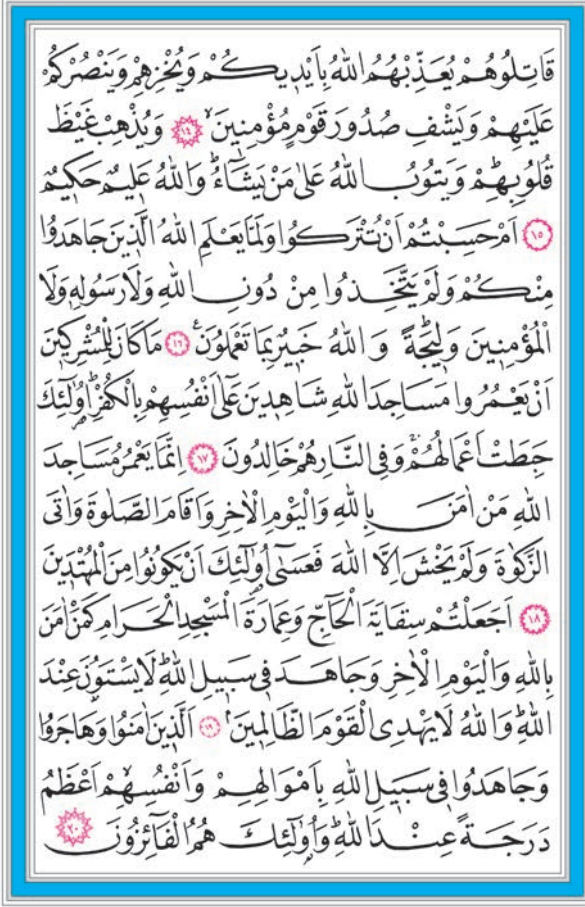 قَاتِلُوهُمْ يُعَذِّبْهُمُ اللّٰهُ بِاَيْدٖيكُمْ وَيُخْزِهِمْ وَيَنْصُرْكُمْ
عَلَيْهِمْ وَيَشْفِ صُدُورَ قَوْمٍ مُؤْمِنٖينَۙ ﴿١٤﴾ وَيُذْهِبْ غَيْظَ
قُلُوبِهِمْؕ وَيَتُوبُ اللّٰهُ عَلٰى مَنْ يَشَٓاءُؕ وَاللّٰهُ عَلٖيمٌ حَكٖيمٌ
﴿١٥﴾ اَمْ حَسِبْتُمْ اَنْ تُتْرَكُوا وَلَمَّا يَعْلَمِ اللّٰهُ الَّذٖينَ جَاهَدُوا
مِنْكُمْ وَلَمْ يَتَّخِذُوا مِنْ دُونِ اللّٰهِ وَلَا رَسُولِهٖ وَلَا
الْمُؤْمِنٖينَ وَلٖيجَةًؕ وَاللّٰهُ خَبٖيرٌ بِمَا تَعْمَلُونَࣖ ﴿١٦﴾ مَا كَانَ لِلْمُشْرِكٖينَ
اَنْ يَعْمُرُوا مَسَاجِدَ اللّٰهِ شَاهِدٖينَ عَلٰٓى اَنْفُسِهِمْ بِالْكُفْرِؕ اُو۬لٰٓئِكَ
حَبِطَتْ اَعْمَالُهُمْۚ وَفِي النَّارِ هُمْ خَالِدُونَ ﴿١٧﴾ اِنَّمَا يَعْمُرُ مَسَاجِدَ
اللّٰهِ مَنْ اٰمَنَ بِاللّٰهِ وَالْيَوْمِ الْاٰخِرِ وَاَقَامَ الصَّلٰوةَ وَاٰتَى
الزَّكٰوةَ وَلَمْ يَخْشَ اِلَّا اللّٰهَ فَعَسٰٓى اُو۬لٰٓئِكَ اَنْ يَكُونُوا مِنَ الْمُهْتَدٖينَ
﴿١٨﴾ اَجَعَلْتُمْ سِقَايَةَ الْحَٓاجِّ وَعِمَارَةَ الْمَسْجِدِ الْحَرَامِ كَمَنْ اٰمَنَ
بِاللّٰهِ وَالْيَوْمِ الْاٰخِرِ وَجَاهَدَ فٖي سَبٖيلِ اللّٰهِؕ لَا يَسْتَوُ۫نَ عِنْدَ
اللّٰهِؕ وَاللّٰهُ لَا يَهْدِي الْقَوْمَ الظَّالِمٖينَۢ ﴿١٩﴾ اَلَّذٖينَ اٰمَنُوا وَهَاجَرُوا
وَجَاهَدُوا فٖي سَبٖيلِ اللّٰهِ بِاَمْوَالِهِمْ وَاَنْفُسِهِمْۙ اَعْظَمُ
دَرَجَةً عِنْدَ اللّٰهِؕ وَاُو۬لٰٓئِكَ هُمُ الْفَٓائِزُونَ ﴿٢٠﴾